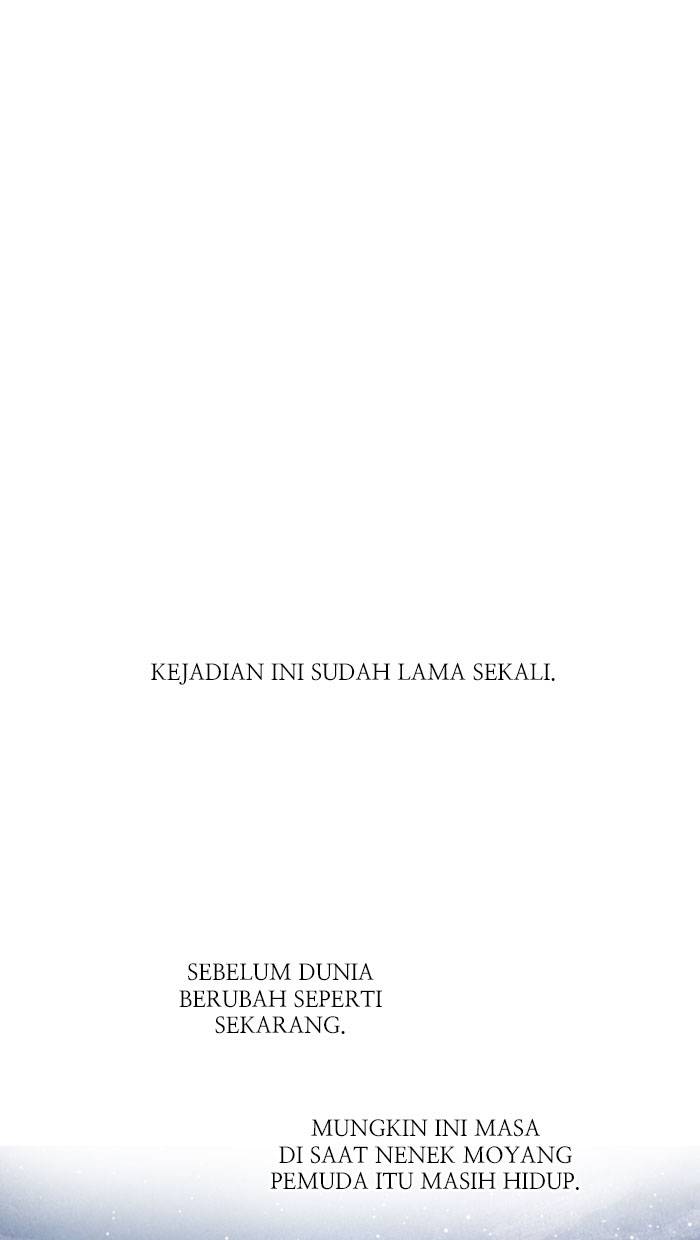 KEJADIAN INI SUDAH LAMA SEKALI.
SEBELUM DUNIA
BERUBAH SEPERTI
SEKARANG.
MUNGKIN INI MASA
DI SAAT NENEK MOYANG
PEMUDA ITU MASIH HIDUP.